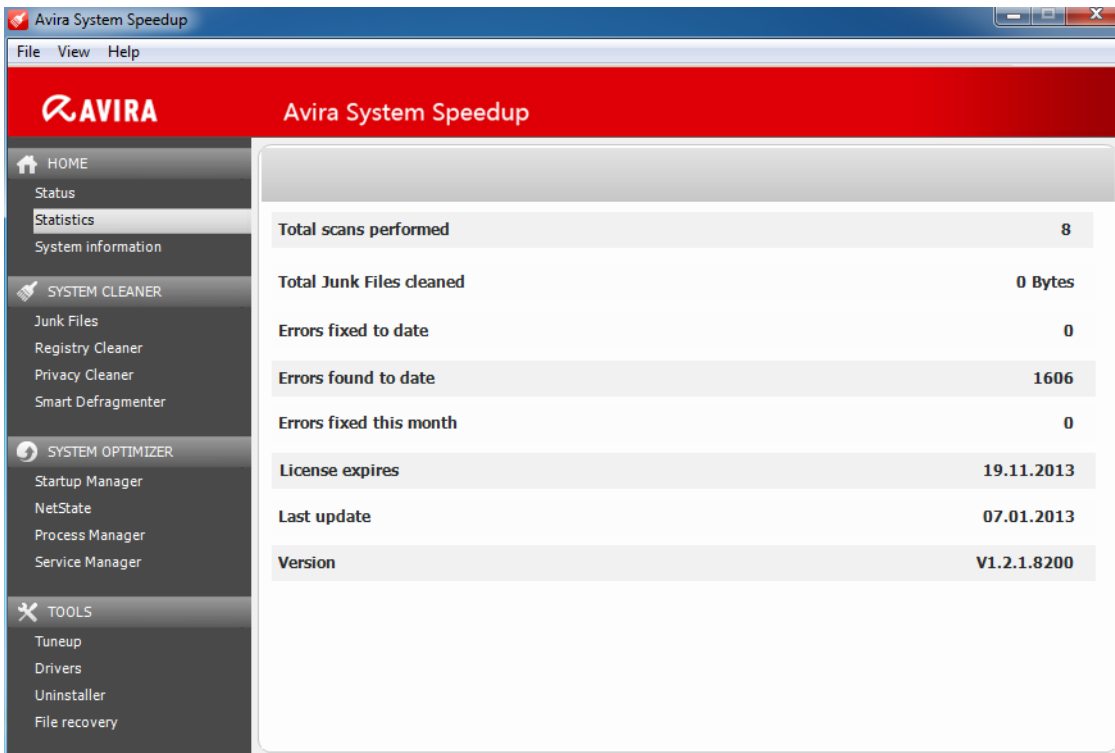 Avira System Speedup
File View Help
AVIRA
Avira System Speedup
HOME
Status
Statistics
System information
SYSTEM CLEANER
Junk Files
Registry Cleaner
Privacy Cleaner
Smart Defragmenter
SYSTEM OPTIMIZER
Startup Manager
NetState
Process Manager
Service Manager
TOOLS
Tuneup
Drivers
Uninstaller
File recovery
Total scans performed 8
Total Junk Files cleaned 0 Bytes
Errors fixed to date 0
Errors found to date 1606
Errors fixed this month 0
License expires 19.11.2013
Last update 07.01.2013
Version V1.2.1.8200